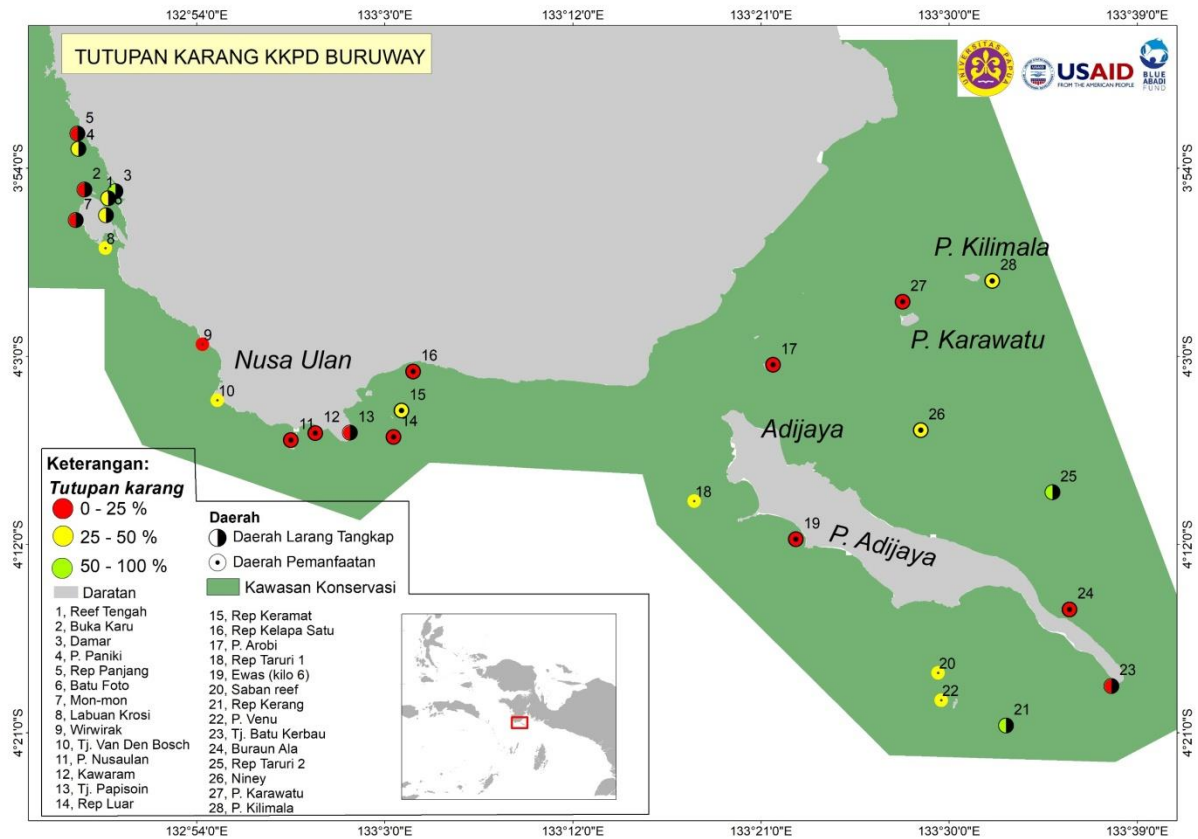 132°54'0"E 133°3'0"E 133°12'0"E 133°21'0"E 133°30'0"E 133°39'0"E
TUTUPAN KARANG KKPD BURUWAY
UNIVERSITAS PAPUA
USAID
FROM THE AMERICAN PEOPLE
BLUE
ABADI
FUND
5
4
3°54'0"S 3°54'0"S
2 1 3
7
8
P. Kilimala
28
27
P. Karawatu
9
4°3'0"S 4°3'0"S
Nusa Ulan
16
17
10
15
14
11 12 13
Adijaya
26
25
18
19
P. Adijaya
4°12'0"S 4°12'0"S
24
20
23
22
21
4°21'0"S 4°21'0"S
Keterangan:
Tutupan karang
0 - 25 %
25 - 50 %
50 - 100 %
Daratan
1, Reef Tengah
2, Buka Karu
3, Damar
4, P. Paniki
5, Rep Panjang
6, Batu Foto
7, Mon-mon
8, Labuan Krosi
9, Wirwirak
10, Tj. Van Den Bosch
11, P. Nusaulan
12, Kawaram
13, Tj. Papisoin
14, Rep Luar
Daerah
Daerah Larang Tangkap
Daerah Pemanfaatan
Kawasan Konservasi
15, Rep Keramat
16, Rep Kelapa Satu
17, P. Arobi
18, Rep Taruri 1
19, Ewas (kilo 6)
20, Saban reef
21, Rep Kerang
22, P. Venu
23, Tj. Batu Kerbau
24, Buraun Ala
25, Rep Taruri 2
26, Niney
27, P. Karawatu
28, P. Kilimala
132°54'0"E 133°3'0"E 133°12'0"E 133°21'0"E 133°30'0"E 133°39'0"E